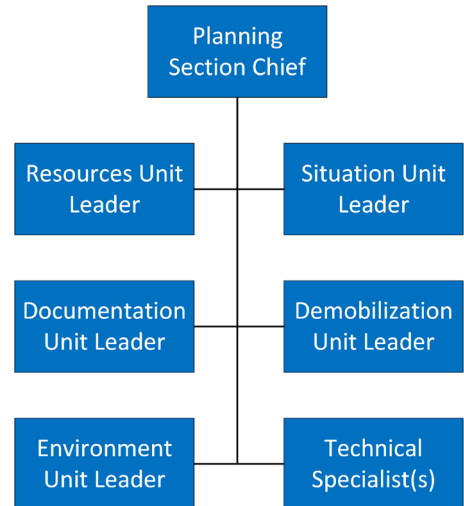 Planning
Section Chief
Resources Unit
Leader
Situation Unit
Leader
Documentation
Unit Leader
Demobilization
Unit Leader
Environment
Unit Leader
Technical
Specialist(s)